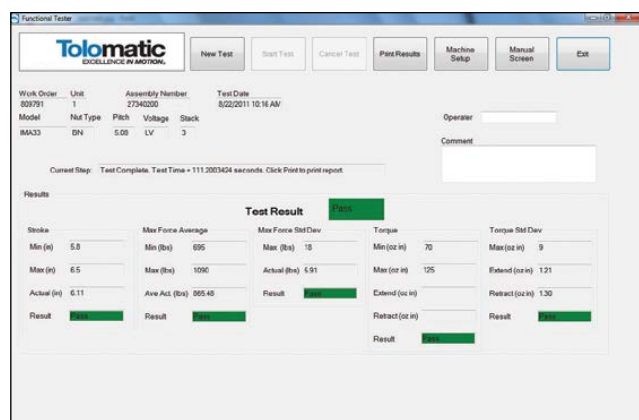 Functional Tester
Tolomatic
EXCELLENCE IN MOTION.
New Test
Start Test
Cancel Test
Print Results
Machine Setup
Manual Screen
Exit
Work Order Unit Assembly Number Test Date
809791 1 27340200 8/22/2011 10:16 AM
Model Nut Type Pitch Voltage Stack
IMA33 BN 5.08 LV 3
Operater
Comment
Current Step: Test Complete. Test Time = 111.2003424 seconds. Click Print to print report.
Results
Test Result Pass
Stroke
Min (in) 5.8
Max (in) 6.5
Actual (in) 6.11
Result Pass
Max Force Average
Min (lbs) 695
Max (lbs) 1090
Ave Act. (lbs) 865.48
Result Pass
Max Force Std Dev
Max (lbs) 18
Actual (lbs) 6.91
Result Pass
Torque
Min (oz in) 70
Max (oz in) 125
Extend (oz in)
Retract (oz in)
Result Pass
Torque Std Dev
Max (oz in) 9
Extend (oz in) 1.21
Retract (oz in) 1.30
Result Pass